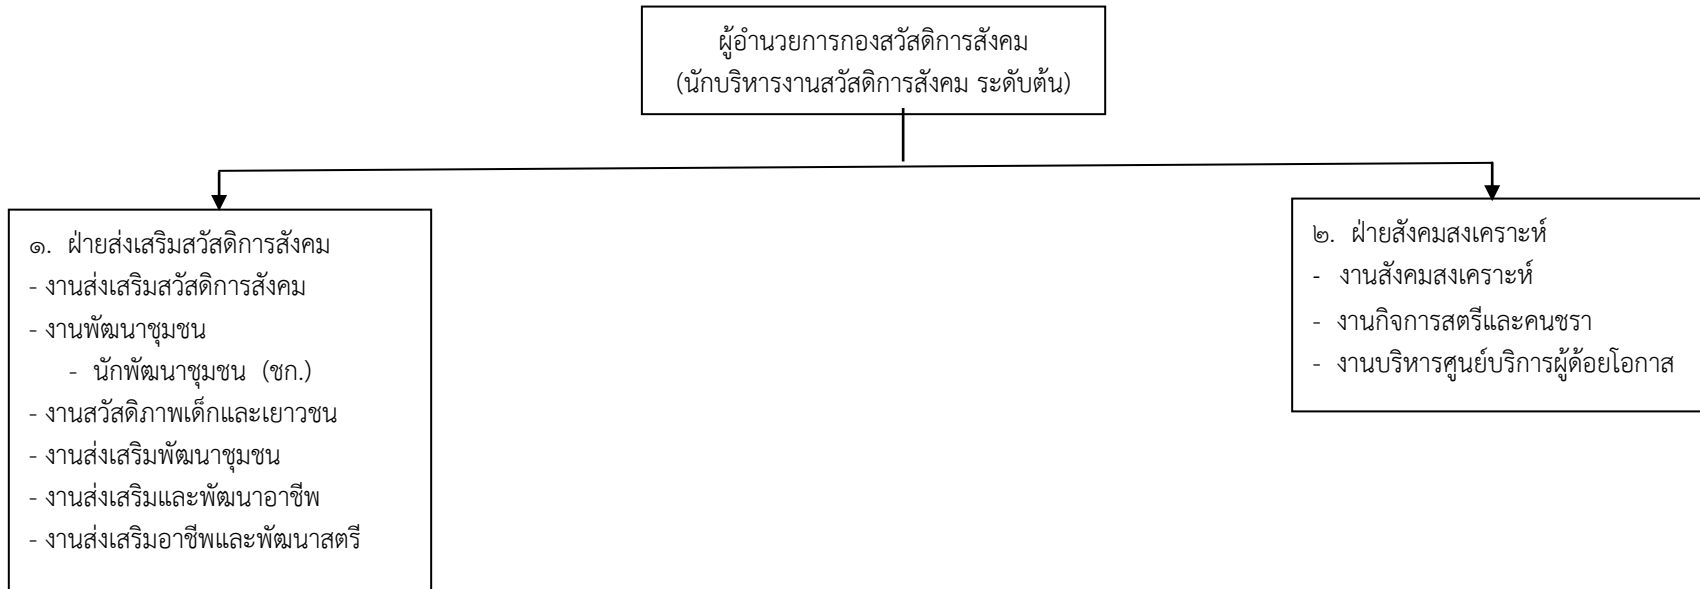 ผู้อำนวยการกองสวัสดิการสังคม
(นักบริหารงานสวัสดิการสังคม ระดับต้น)
๑. ฝ่ายส่งเสริมสวัสดิการสังคม
- งานส่งเสริมสวัสดิการสังคม
- งานพัฒนาชุมชน
- นักพัฒนาชุมชน (ชก.)
- งานสวัสดิภาพเด็กและเยาวชน
- งานส่งเสริมพัฒนาชุมชน
- งานส่งเสริมและพัฒนาอาชีพ
- งานส่งเสริมอาชีพและพัฒนาสตรี
๒. ฝ่ายสังคมสงเคราะห์
- งานสังคมสงเคราะห์
- งานกิจการสตรีและคนชรา
- งานบริหารศูนย์บริการผู้ด้อยโอกาส